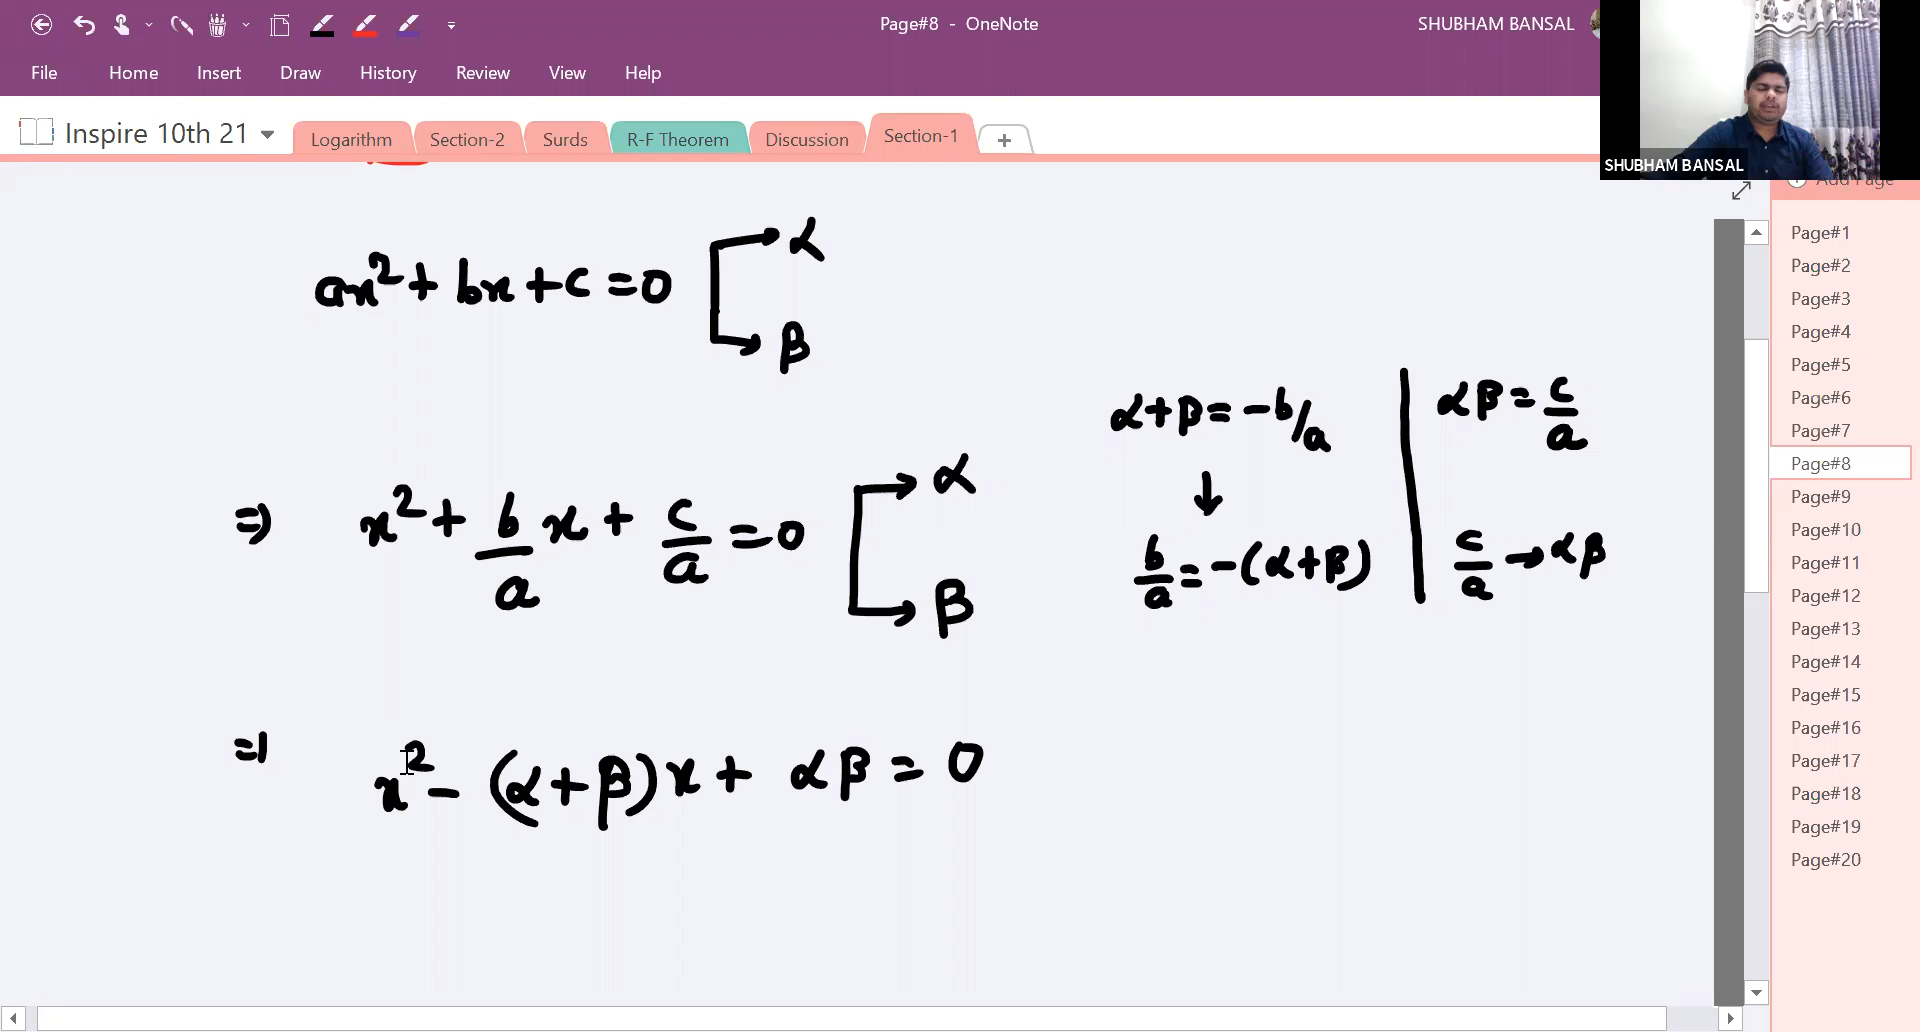 Page#8 - OneNote
SHUBHAM BANSAL
File Home Insert Draw History Review View Help
Inspire 10th 21
Logarithm Section-2 Surds R-F Theorem Discussion Section-1 +
SHUBHAM BANSAL
Add Page
ax² + bx + c = 0
α
β
α + β = -b/a
↓
b/a = -(α+β)
αβ = c/a
c/a → αβ
⇒ x² + b/a x + c/a = 0
α
β
⇒ x² - (α+β)x + αβ = 0
Page#1
Page#2
Page#3
Page#4
Page#5
Page#6
Page#7
Page#8
Page#9
Page#10
Page#11
Page#12
Page#13
Page#14
Page#15
Page#16
Page#17
Page#18
Page#19
Page#20